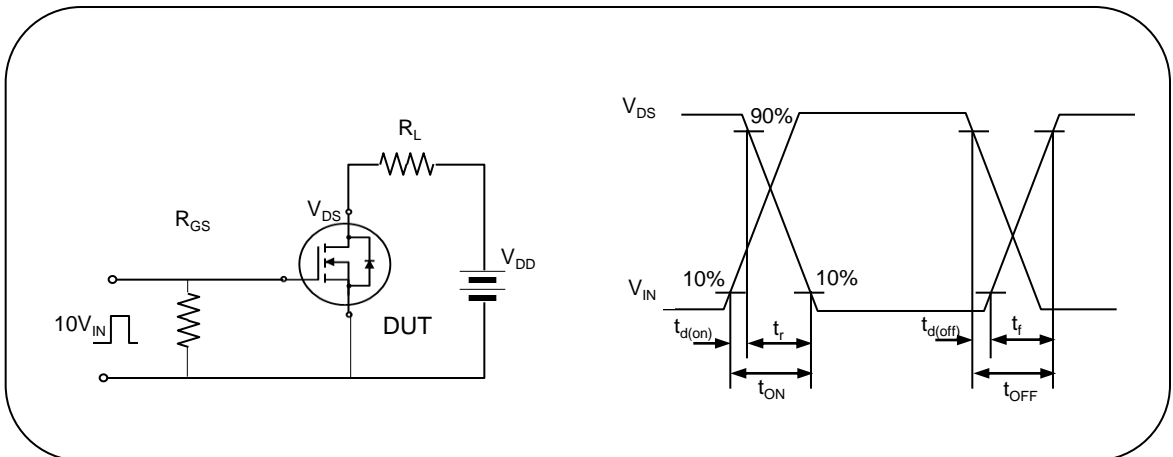 R_L
V_DS
R_GS
V_DD
10V_IN
DUT
V_DS
90%
10%
10%
V_IN
t_d(on)
t_r
t_d(off)
t_f
t_ON
t_OFF